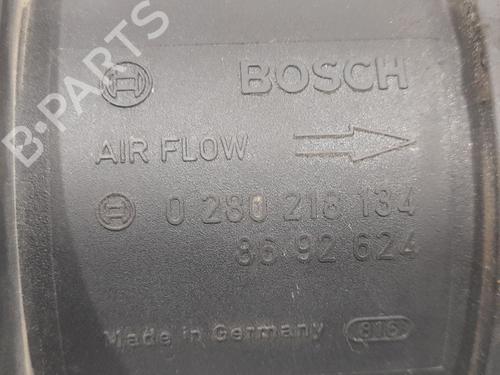 B-PARTS
BOSCH
AIR FLOW
0 280 218 134
86 92 624
Made in Germany 816